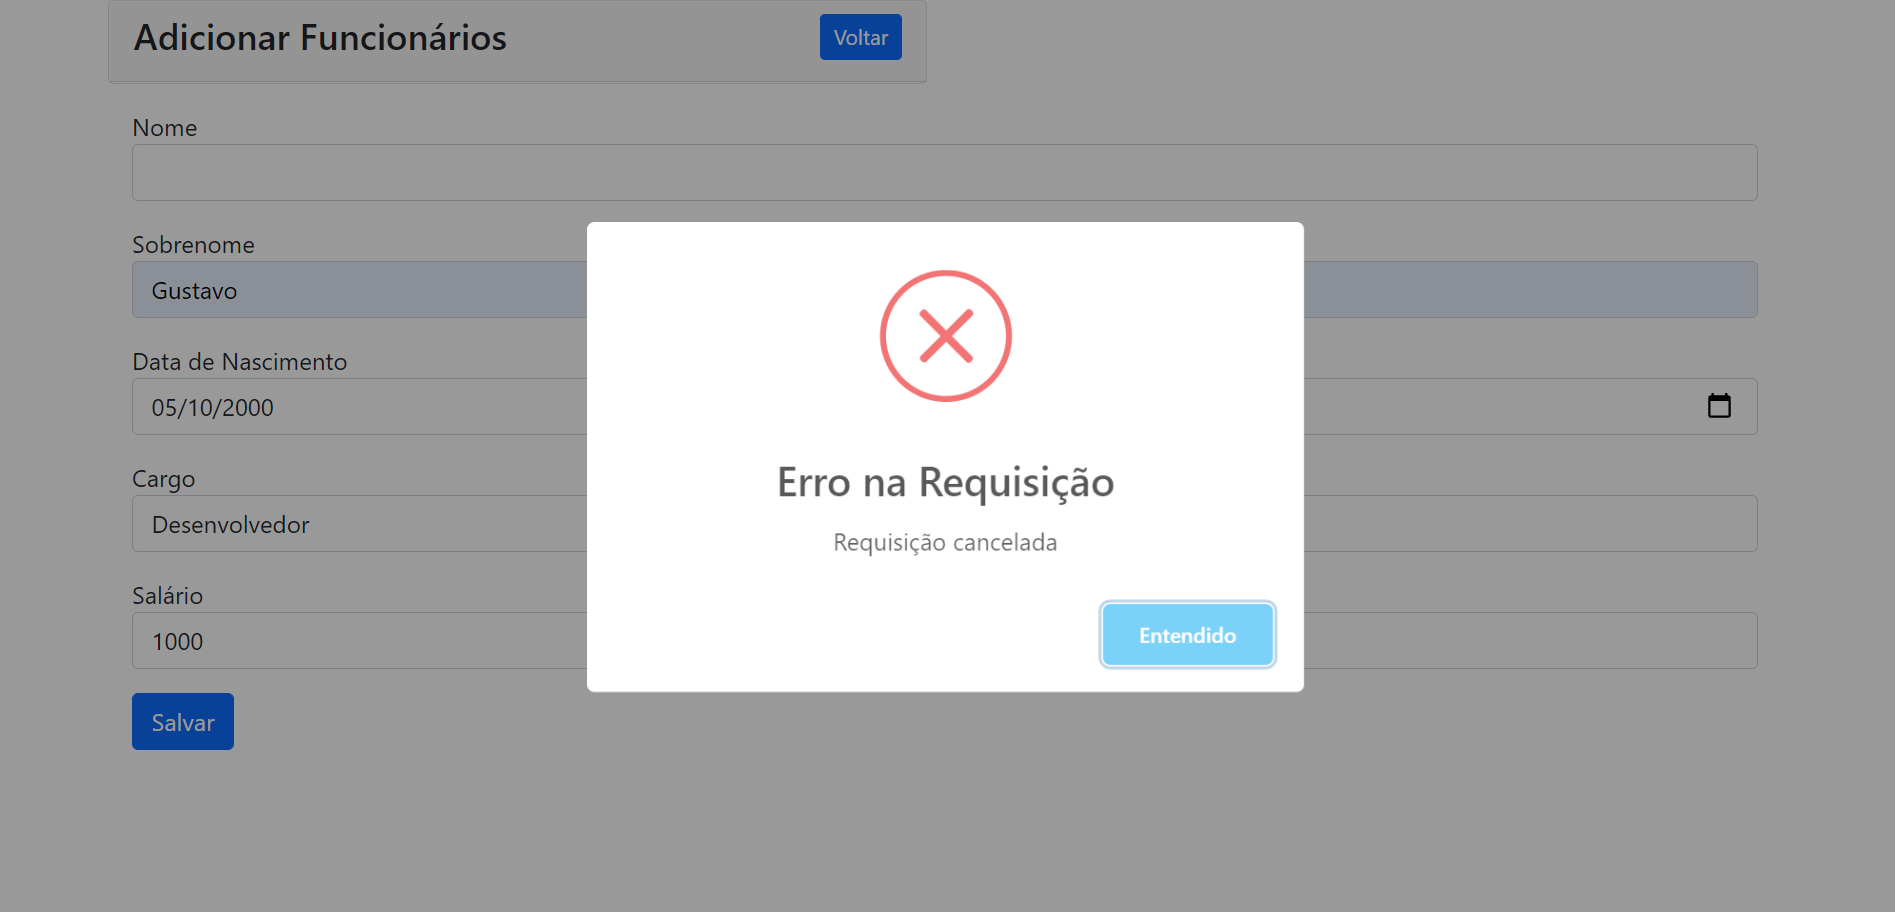 Adicionar Funcionários
Voltar
Nome
Sobrenome
Gustavo
Data de Nascimento
05/10/2000
Cargo
Desenvolvedor
Salário
1000
Salvar
Erro na Requisição
Requisição cancelada
Entendido